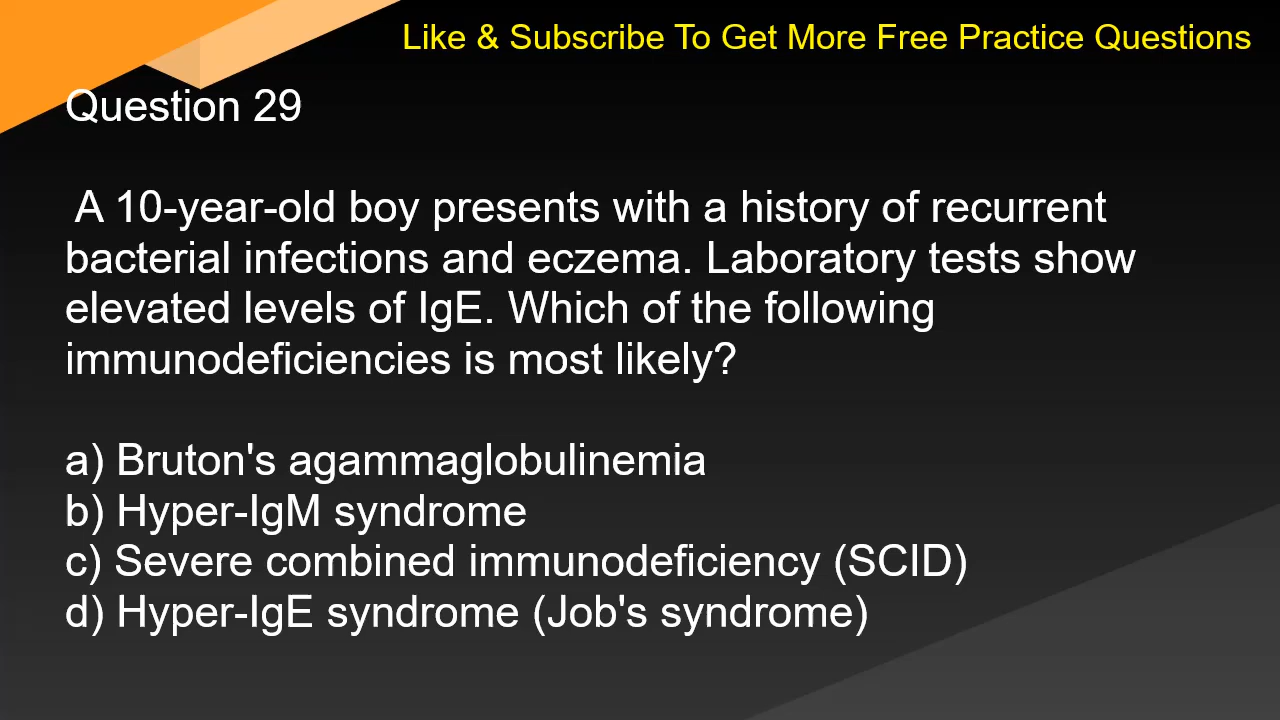 Like & Subscribe To Get More Free Practice Questions
Question 29
A 10-year-old boy presents with a history of recurrent
bacterial infections and eczema. Laboratory tests show
elevated levels of IgE. Which of the following
immunodeficiencies is most likely?
a) Bruton's agammaglobulinemia
b) Hyper-IgM syndrome
c) Severe combined immunodeficiency (SCID)
d) Hyper-IgE syndrome (Job's syndrome)